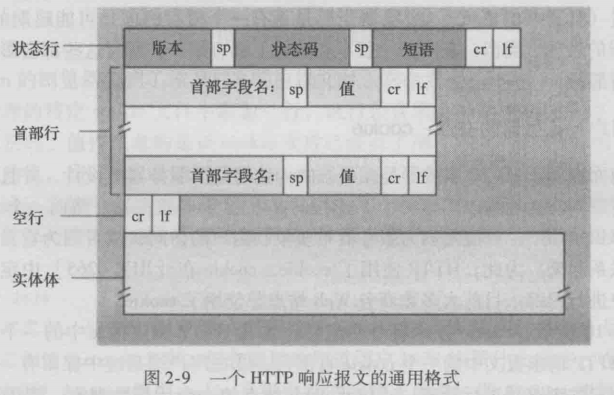 状态行 版本 sp 状态码 sp 短语 cr lf
首部字段名: sp 值 cr lf
首部行
首部字段名: sp 值 cr lf
空行 cr lf
实体体
图 2-9 一个 HTTP 响应报文的通用格式